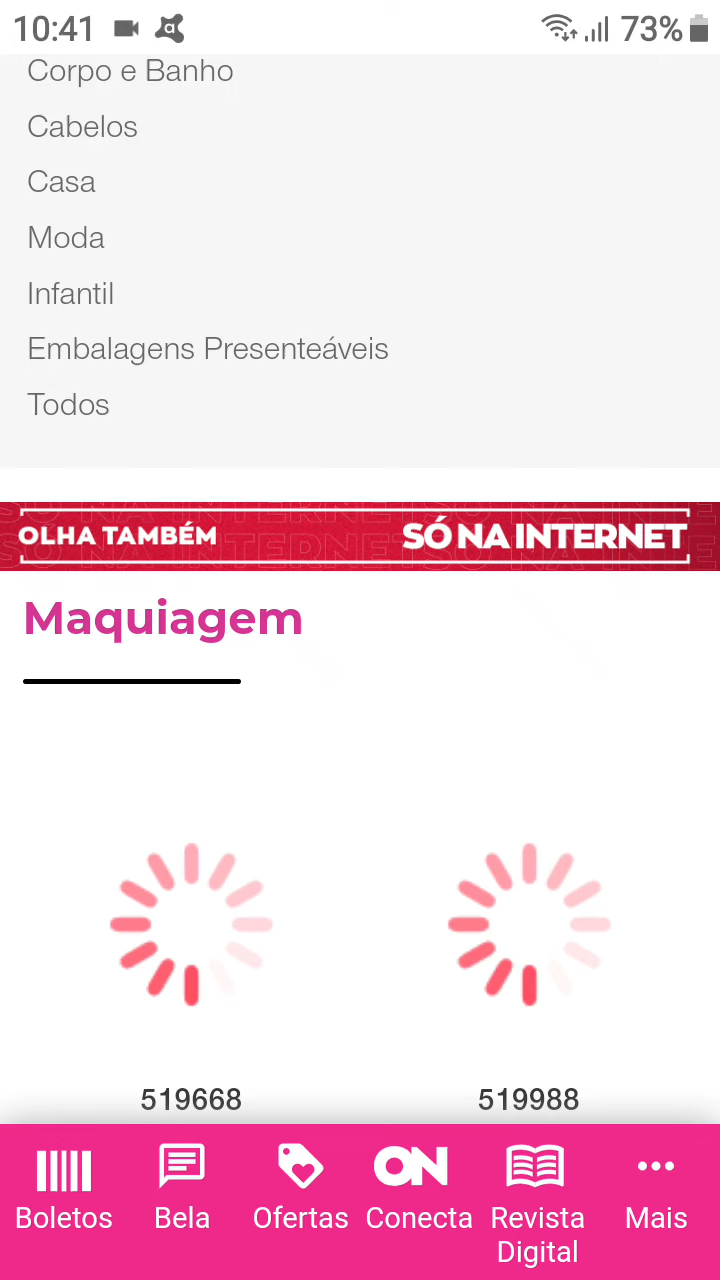 10:41 73%
Corpo e Banho
Cabelos
Casa
Moda
Infantil
Embalagens Presenteáveis
Todos
OLHA TAMBÉM SÓ NA INTERNET
Maquiagem
519668 519988
Boletos Bela Ofertas ON Conecta Revista Digital Mais